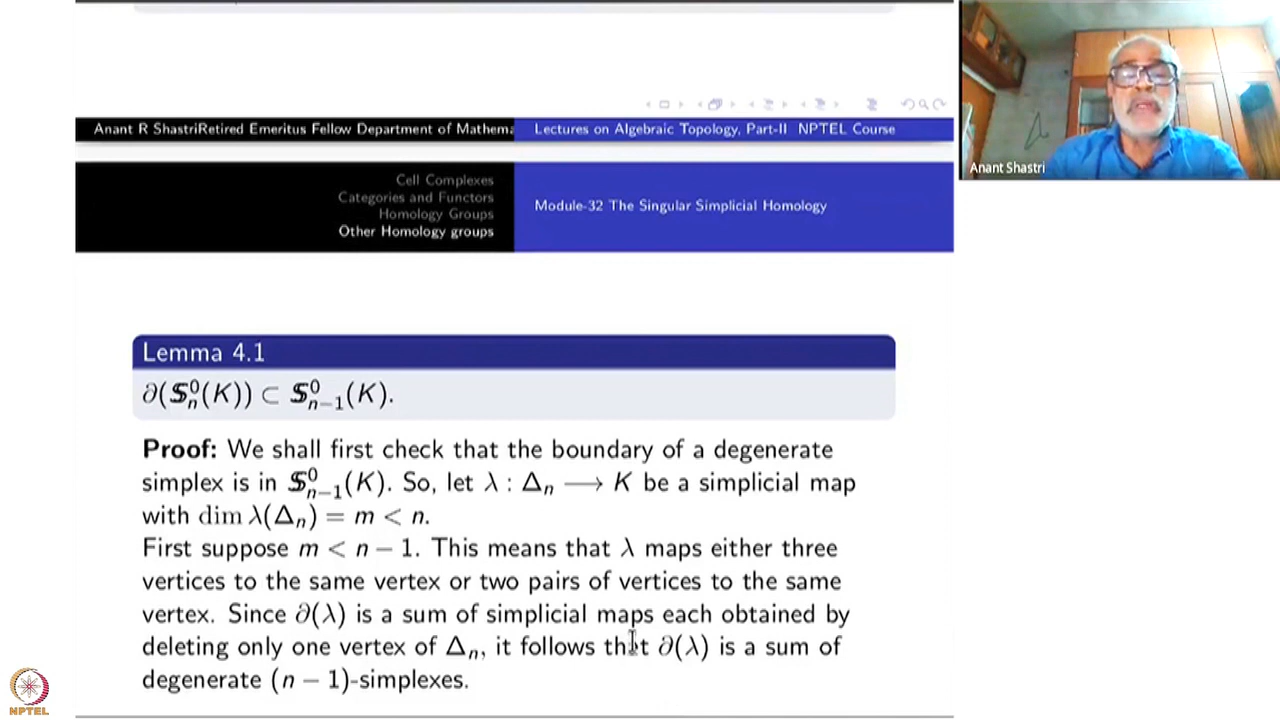 Anant R ShastriRetired Emeritus Fellow Department of Mathema
Lectures on Algebraic Topology, Part-II NPTEL Course
Cell Complexes
Categories and Functors
Homology Groups
Other Homology groups
Module-32 The Singular Simplicial Homology
Anant Shastri
Lemma 4.1
∂(𝕊⁰ₙ(K)) ⊂ 𝕊⁰ₙ₋₁(K).
Proof: We shall first check that the boundary of a degenerate
simplex is in 𝕊⁰ₙ₋₁(K). So, let λ : Δₙ ⟶ K be a simplicial map
with dim λ(Δₙ) = m < n.
First suppose m < n − 1. This means that λ maps either three
vertices to the same vertex or two pairs of vertices to the same
vertex. Since ∂(λ) is a sum of simplicial maps each obtained by
deleting only one vertex of Δₙ, it follows that ∂(λ) is a sum of
degenerate (n − 1)-simplexes.
NPTEL